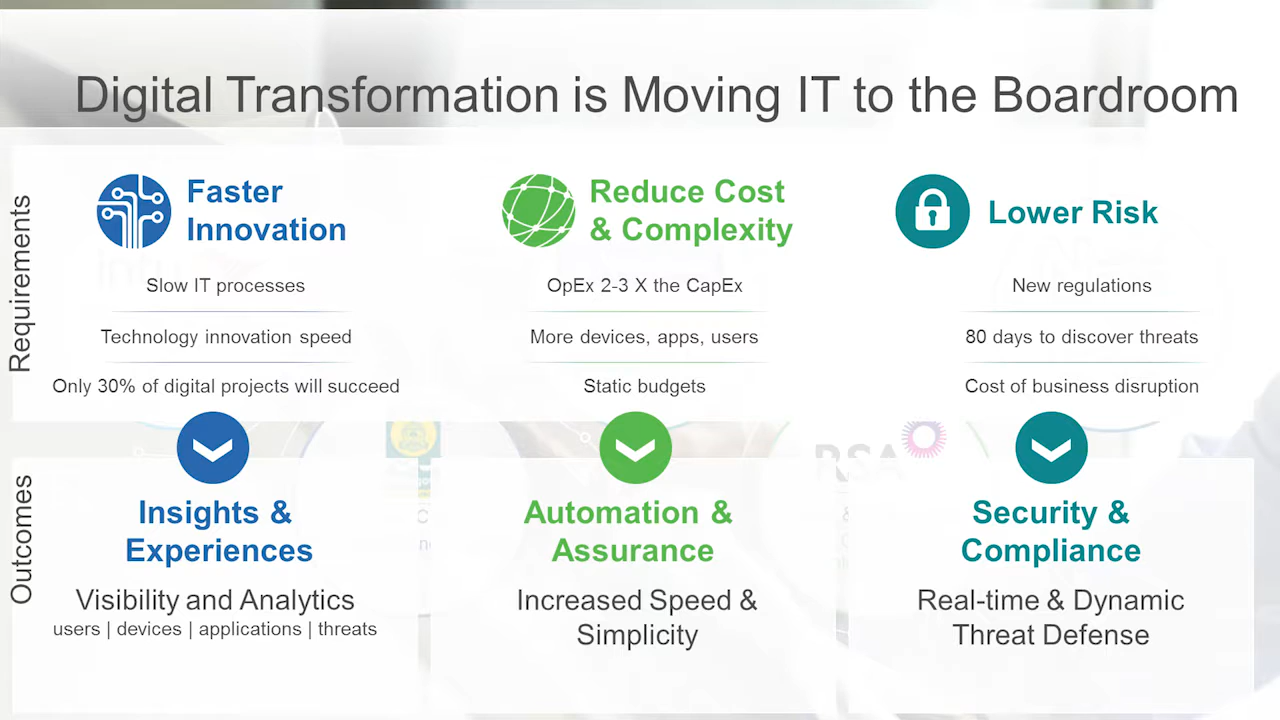 Digital Transformation is Moving IT to the Boardroom
Requirements
Faster
Innovation
Slow IT processes
Technology innovation speed
Only 30% of digital projects will succeed
Reduce Cost
& Complexity
OpEx 2-3 X the CapEx
More devices, apps, users
Static budgets
Lower Risk
New regulations
80 days to discover threats
Cost of business disruption
Outcomes
Insights &
Experiences
Visibility and Analytics
users | devices | applications | threats
Automation &
Assurance
Increased Speed &
Simplicity
Security &
Compliance
Real-time & Dynamic
Threat Defense
RSA